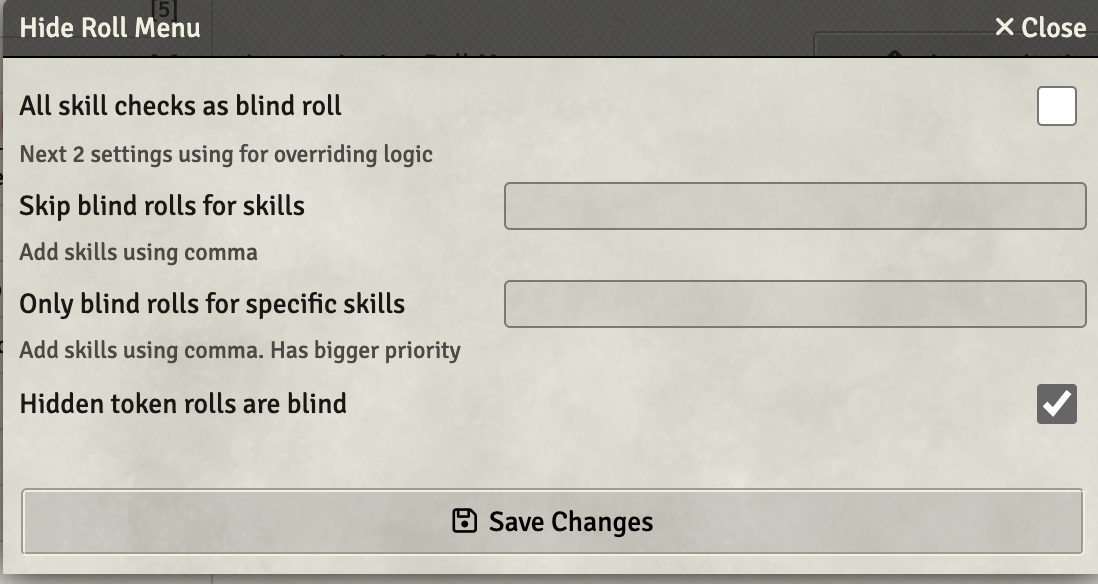 [5]
Hide Roll Menu
Close
All skill checks as blind roll
Next 2 settings using for overriding logic
Skip blind rolls for skills
Add skills using comma
Only blind rolls for specific skills
Add skills using comma. Has bigger priority
Hidden token rolls are blind
Save Changes